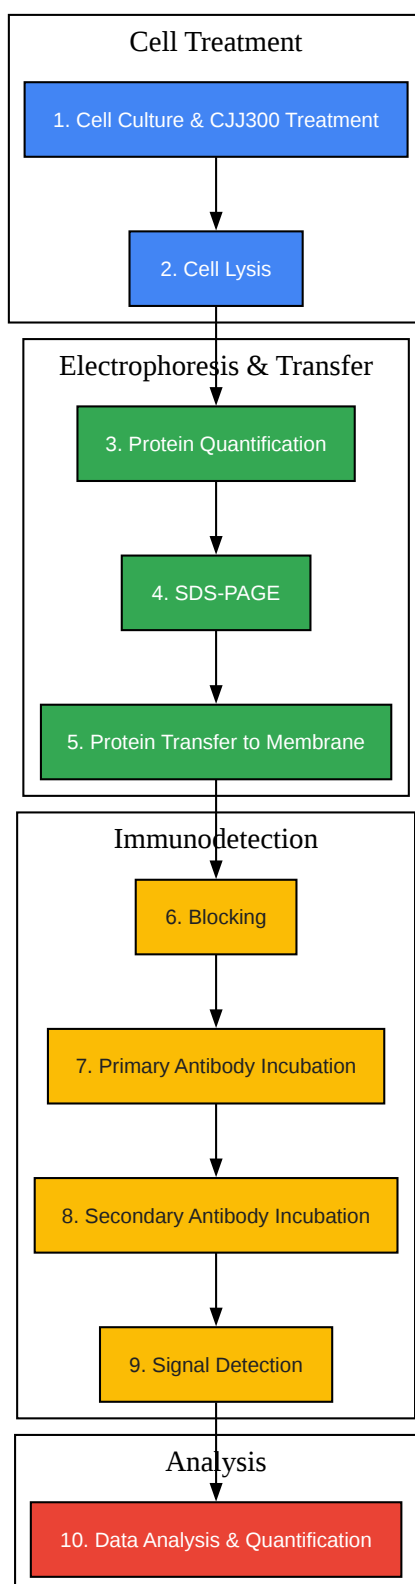 Cell Treatment
1. Cell Culture & CJJ300 Treatment
2. Cell Lysis
Electrophoresis & Transfer
3. Protein Quantification
4. SDS-PAGE
5. Protein Transfer to Membrane
Immunodetection
6. Blocking
7. Primary Antibody Incubation
8. Secondary Antibody Incubation
9. Signal Detection
Analysis
10. Data Analysis & Quantification